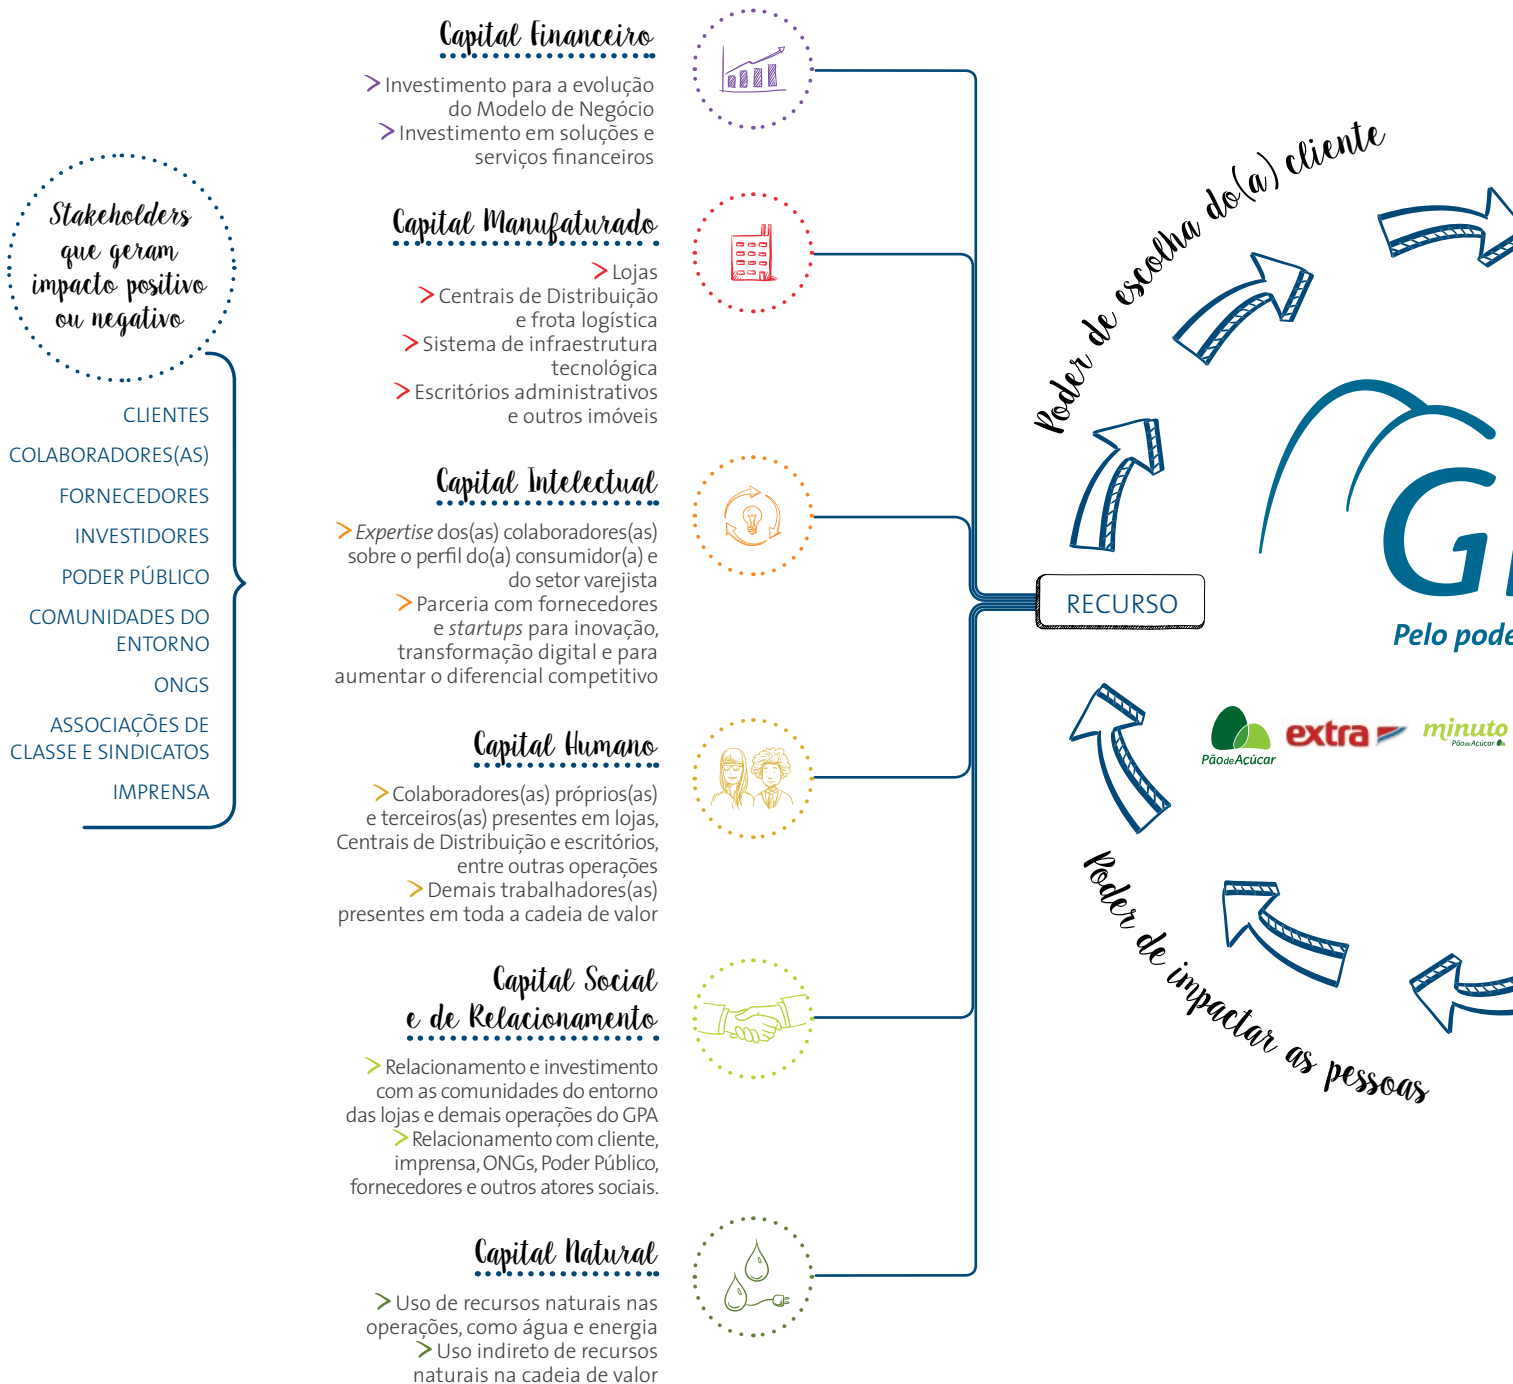 Stakeholders
que geram
impacto positivo
ou negativo
CLIENTES
COLABORADORES(AS)
FORNECEDORES
INVESTIDORES
PODER PÚBLICO
COMUNIDADES DO
ENTORNO
ONGS
ASSOCIAÇÕES DE
CLASSE E SINDICATOS
IMPRENSA
Capital Financeiro
> Investimento para a evolução
do Modelo de Negócio
> Investimento em soluções e
serviços financeiros
Capital Manufaturado
> Lojas
> Centrais de Distribuição
e frota logística
> Sistema de infraestrutura
tecnológica
> Escritórios administrativos
e outros imóveis
Capital Intelectual
> Expertise dos(as) colaboradores(as)
sobre o perfil do(a) consumidor(a) e
do setor varejista
> Parceria com fornecedores
e startups para inovação,
transformação digital e para
aumentar o diferencial competitivo
Capital Humano
> Colaboradores(as) próprios(as)
e terceiros(as) presentes em lojas,
Centrais de Distribuição e escritórios,
entre outras operações
> Demais trabalhadores(as)
presentes em toda a cadeia de valor
Capital Social
e de Relacionamento
> Relacionamento e investimento
com as comunidades do entorno
das lojas e demais operações do GPA
> Relacionamento com cliente,
imprensa, ONGs, Poder Público,
fornecedores e outros atores sociais.
Capital Natural
> Uso de recursos naturais nas
operações, como água e energia
> Uso indireto de recursos
naturais na cadeia de valor
RECURSO
Poder de escolha do(a) cliente
G
Pelo pode
Pão de Açúcar
extra
minuto
Pão de Açúcar
Poder de impactar as pessoas